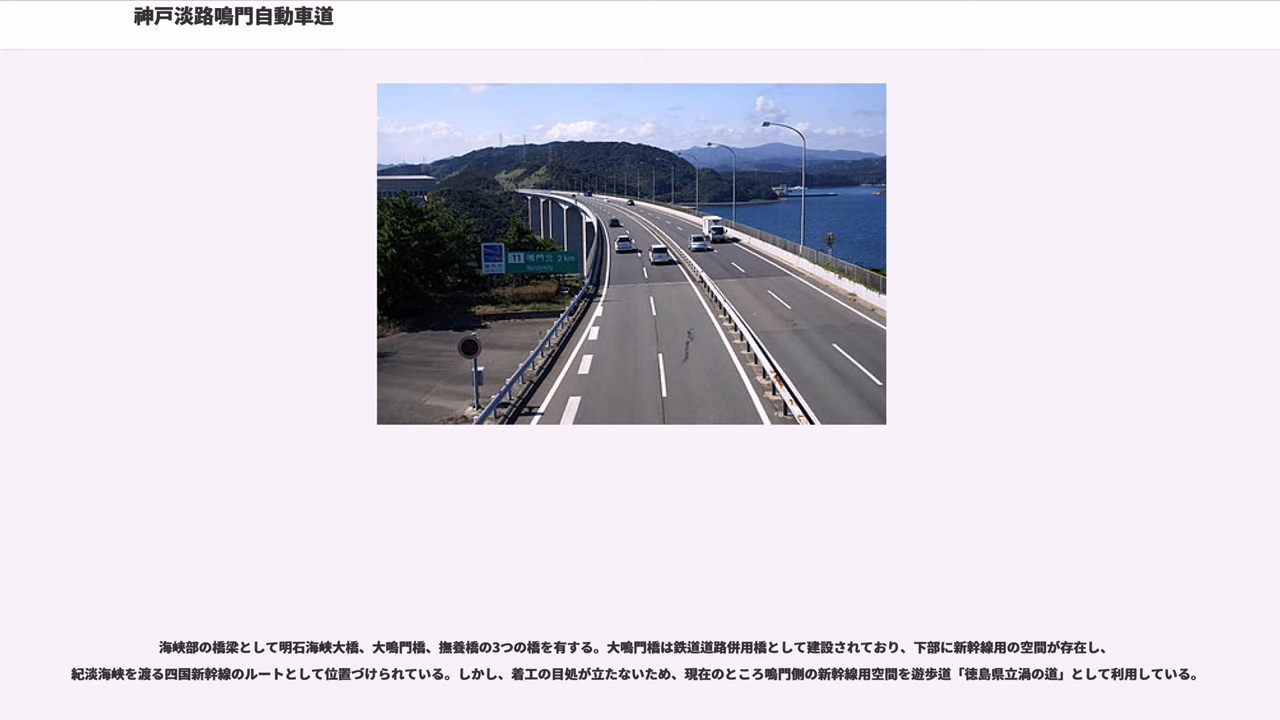 神戸淡路鳴門自動車道
11 鳴門北 2km
海峡部の橋梁として明石海峡大橋、大鳴門橋、撫養橋の3つの橋を有する。大鳴門橋は鉄道道路併用橋として建設されており、下部に新幹線用の空間が存在し、
紀淡海峡を渡る四国新幹線のルートとして位置づけられている。しかし、着工の目処が立たないため、現在のところ鳴門側の新幹線用空間を遊歩道「徳島県立渦の道」として利用している。